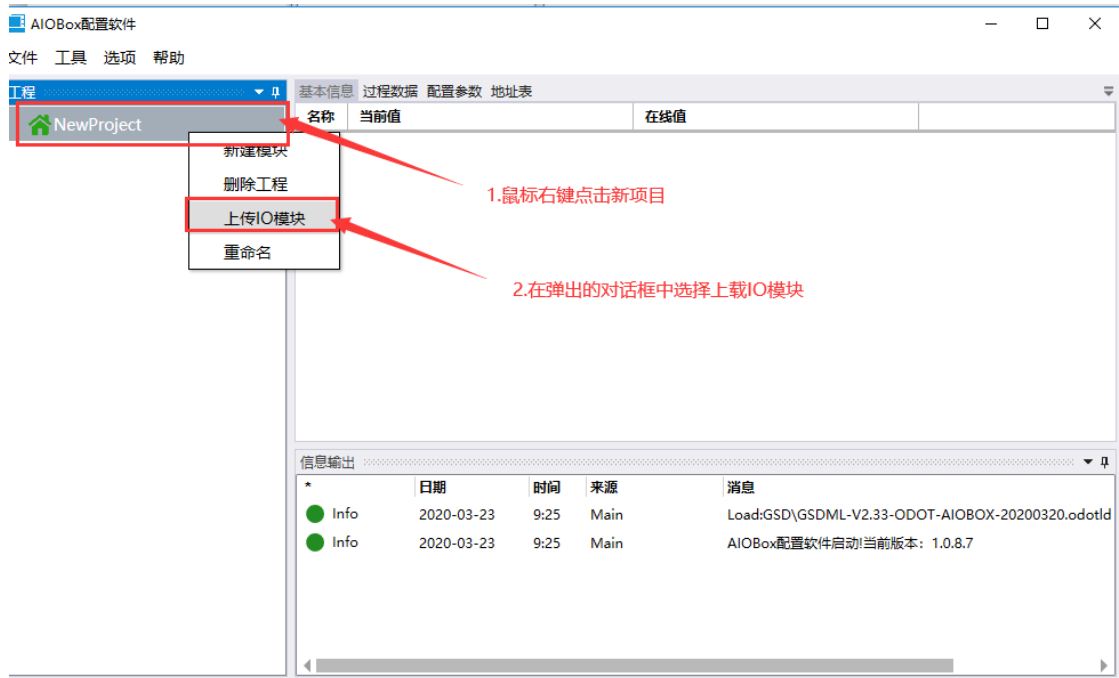 AIOBox配置软件
文件 工具 选项 帮助
工程
基本信息 过程数据 配置参数 地址表
NewProject
名称 当前值 在线值
新建模块
删除工程
上传IO模块
重命名
1.鼠标右键点击新项目
2.在弹出的对话框中选择上载IO模块
信息输出
* 日期 时间 来源 消息
Info 2020-03-23 9:25 Main Load:GSD\GSDML-V2.33-ODOT-AIOBOX-20200320.odotld
Info 2020-03-23 9:25 Main AIOBox配置软件启动!当前版本：1.0.8.7